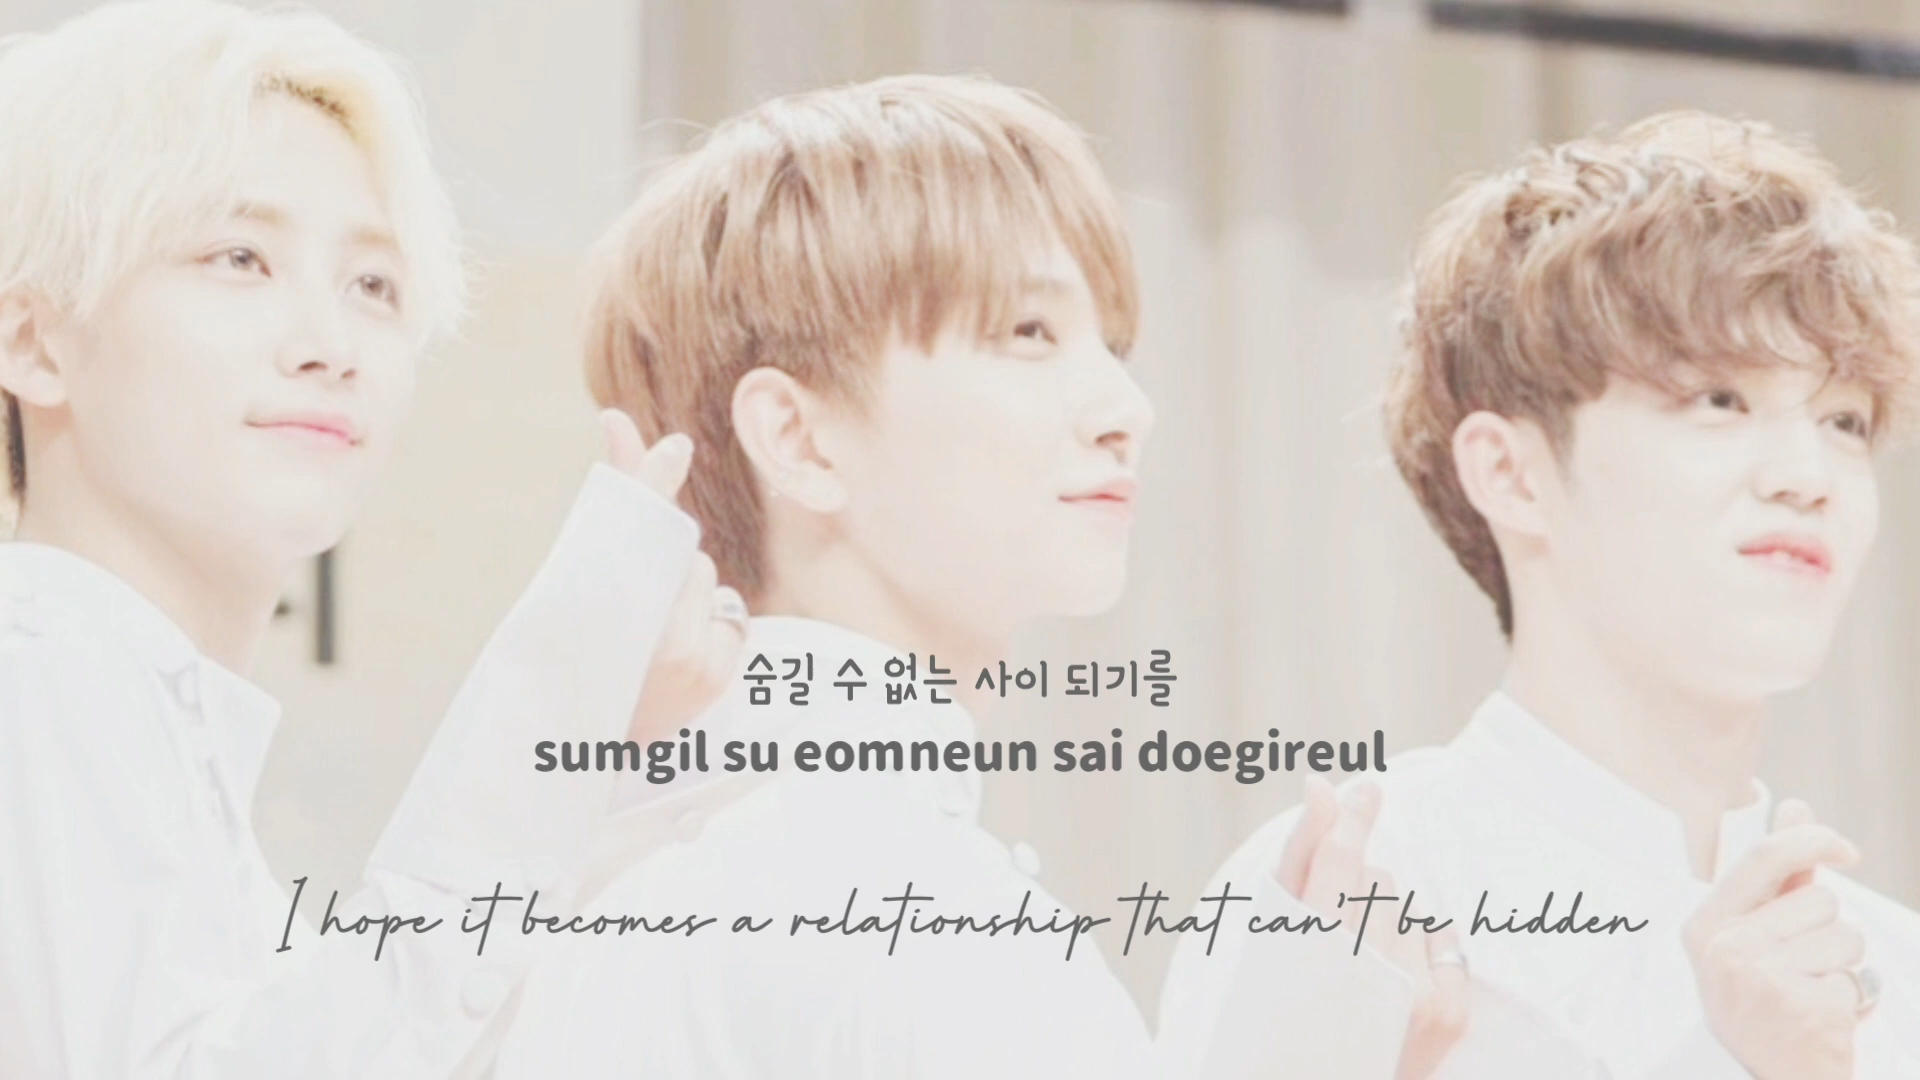 숨길 수 없는 사이 되기를
sumgil su eomneun sai doegireul
I hope it becomes a relationship that can't be hidden